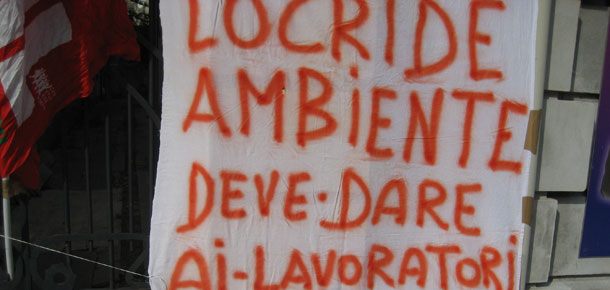 LOCRIDE
AMBIENTE
DEVE·DARE
Ai-LAVORATORi